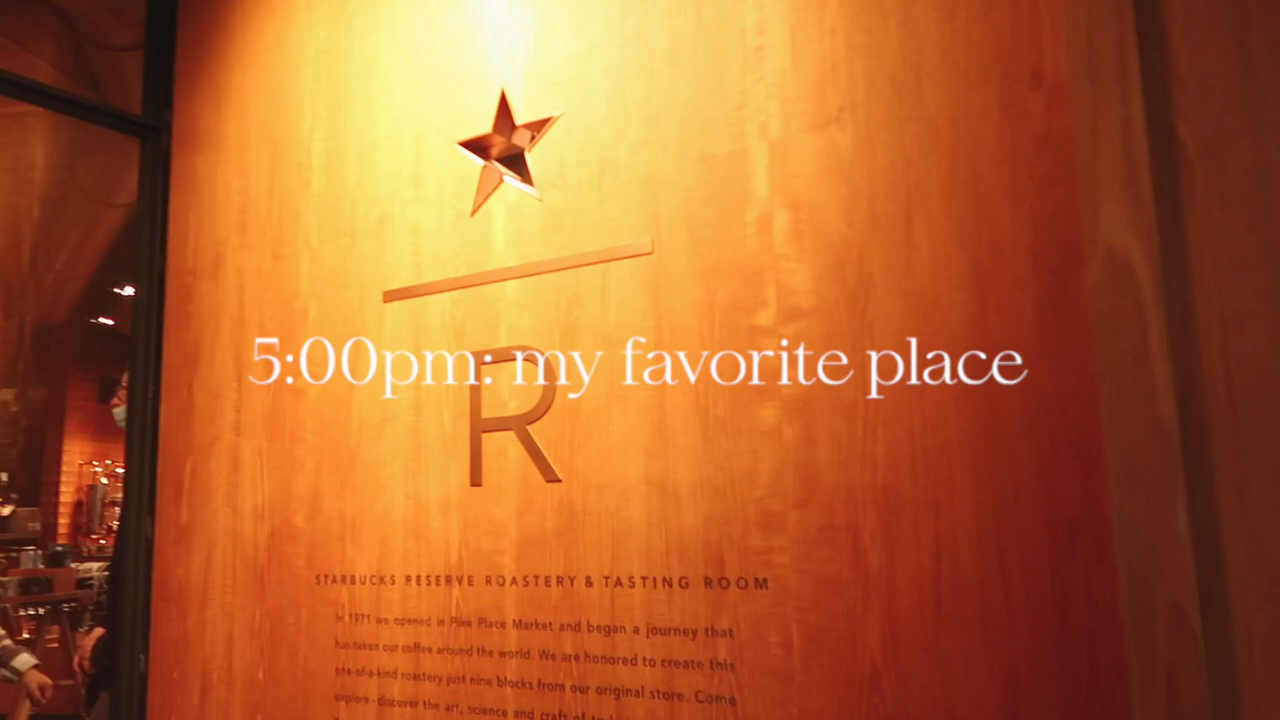 5:00pm: my favorite place
R
STARBUCKS RESERVE ROASTERY & TASTING ROOM
In 1971 we opened in Pike Place Market and began a journey that
has taken our coffee around the world. We are honored to create this
one-of-a-kind roastery just nine blocks from our original store. Come
explore - discover the art, science and craft of